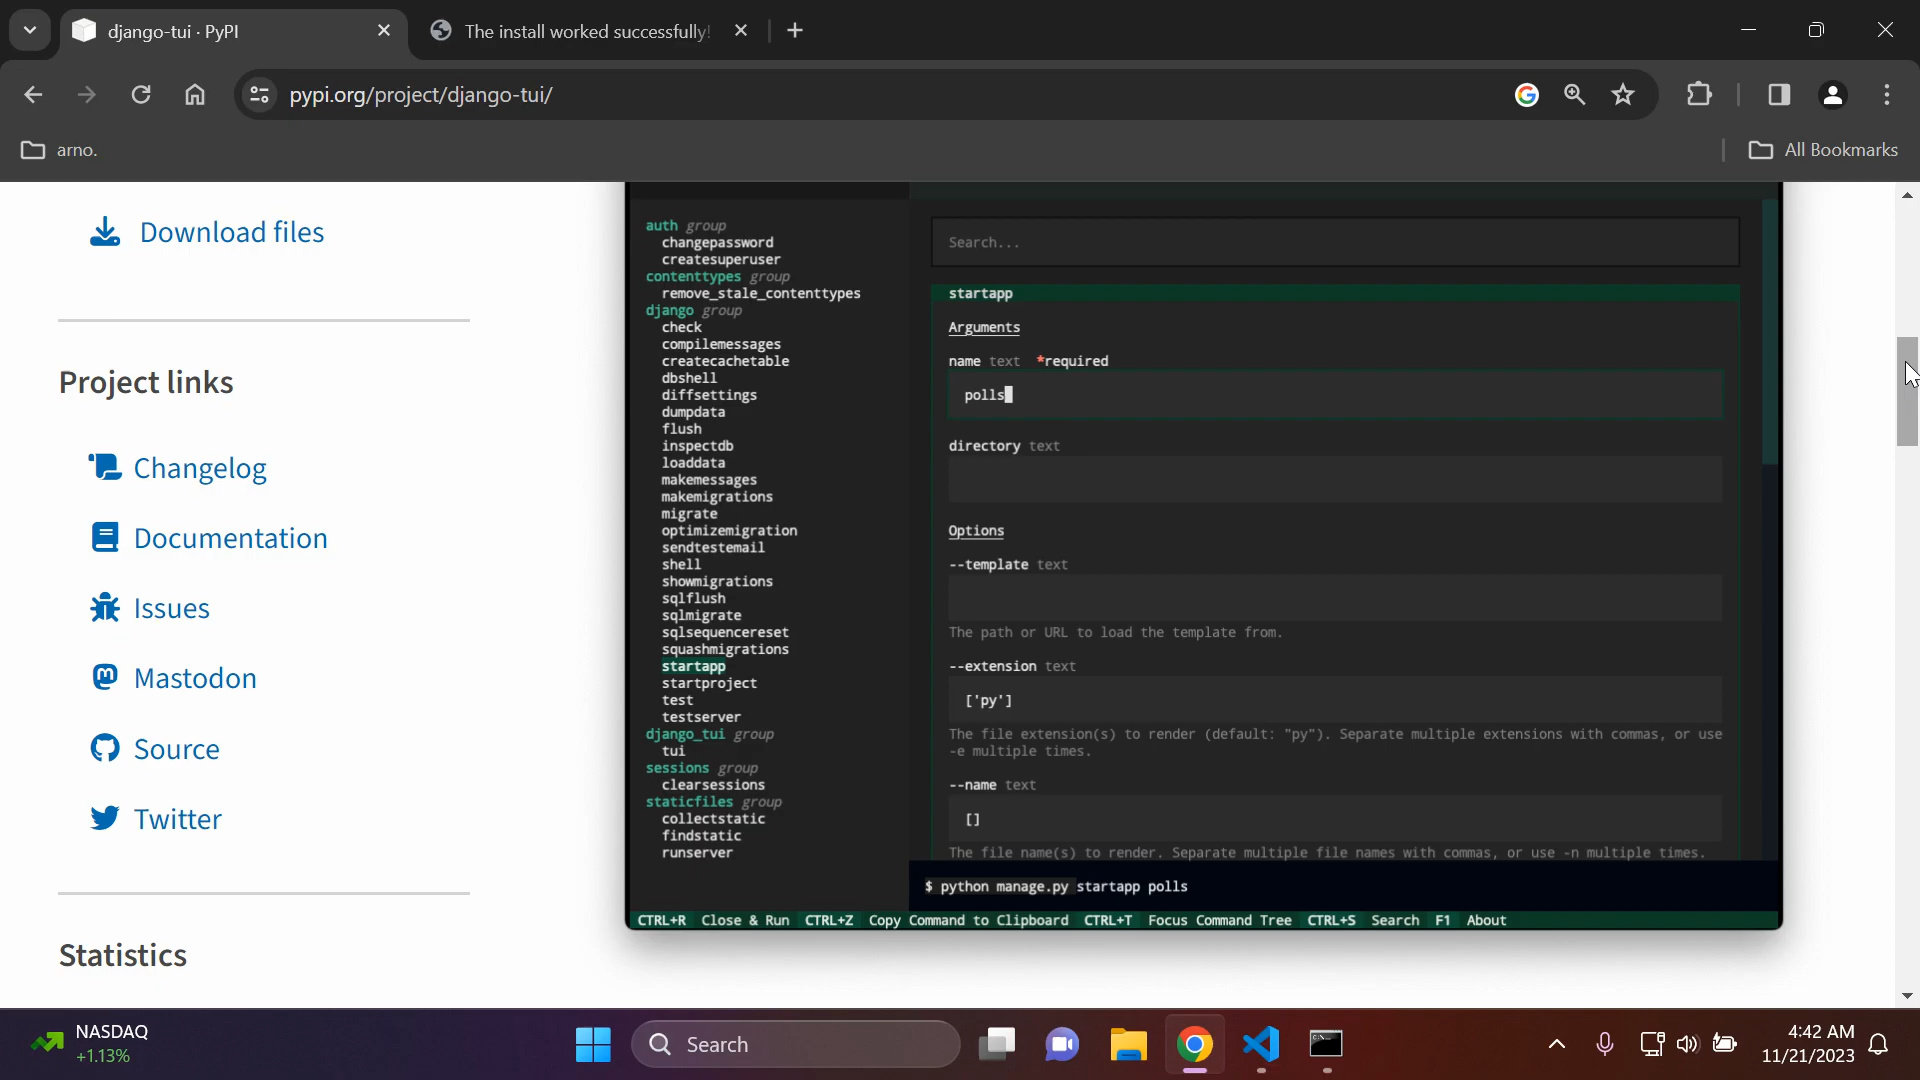 django-tui · PyPI
The install worked successfully!
pypi.org/project/django-tui/
arno.
All Bookmarks
Download files
Project links
Changelog
Documentation
Issues
Mastodon
Source
Twitter
Statistics
auth group
changepassword
createsuperuser
contenttypes group
remove_stale_contenttypes
django group
check
compilemessages
createcachetable
dbshell
diffsettings
dumpdata
flush
inspectdb
loaddata
makemessages
makemigrations
migrate
optimizemigration
sendtestemail
shell
showmigrations
sqlflush
sqlmigrate
sqlsequencereset
squashmigrations
startapp
startproject
test
testserver
django_tui group
tui
sessions group
clearsessions
staticfiles group
collectstatic
findstatic
runserver
Search...
startapp
Arguments
name text *required
polls
directory text
Options
--template text
The path or URL to load the template from.
--extension text
['py']
The file extension(s) to render (default: "py"). Separate multiple extensions with commas, or use
-e multiple times.
--name text
[]
The file name(s) to render. Separate multiple file names with commas, or use -n multiple times.
$ python manage.py startapp polls
CTRL+R Close & Run CTRL+Z Copy Command to Clipboard CTRL+T Focus Command Tree CTRL+S Search F1 About
NASDAQ
+1.13%
Search
4:42 AM
11/21/2023